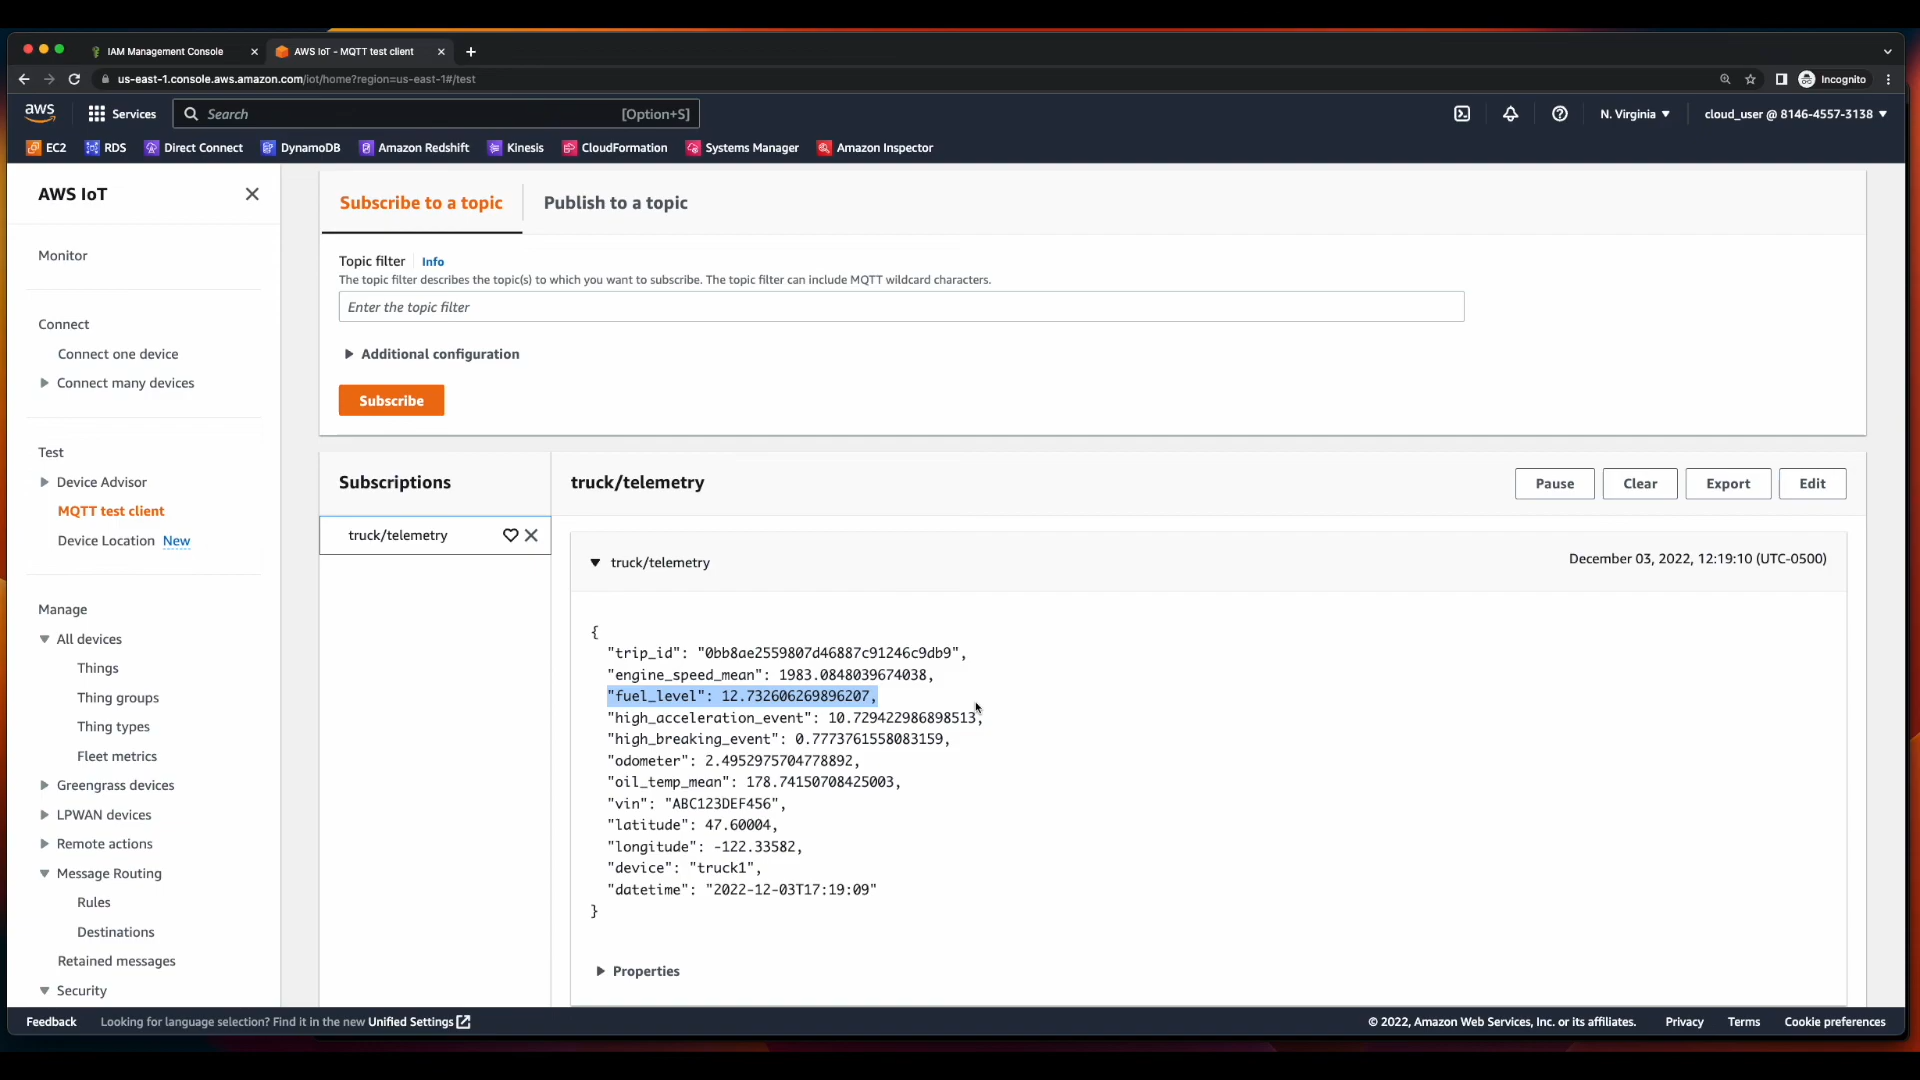 IAM Management Console
AWS IoT - MQTT test client
us-east-1.console.aws.amazon.com/iot/home?region=us-east-1#/test
Incognito
aws
Services
Search
[Option+S]
N. Virginia
cloud_user @ 8146-4557-3138
EC2
RDS
Direct Connect
DynamoDB
Amazon Redshift
Kinesis
CloudFormation
Systems Manager
Amazon Inspector
AWS IoT
Monitor
Connect
Connect one device
Connect many devices
Test
Device Advisor
MQTT test client
Device Location New
Manage
All devices
Things
Thing groups
Thing types
Fleet metrics
Greengrass devices
LPWAN devices
Remote actions
Message Routing
Rules
Destinations
Retained messages
Security
Subscribe to a topic
Publish to a topic
Topic filter
Info
The topic filter describes the topic(s) to which you want to subscribe. The topic filter can include MQTT wildcard characters.
Enter the topic filter
Additional configuration
Subscribe
Subscriptions
truck/telemetry
truck/telemetry
Pause
Clear
Export
Edit
truck/telemetry
December 03, 2022, 12:19:10 (UTC-0500)
{
"trip_id": "0bb8ae2559807d46887c91246c9db9",
"engine_speed_mean": 1983.0848039674038,
"fuel_level": 12.732606269896207,
"high_acceleration_event": 10.729422986898513,
"high_breaking_event": 0.7773761558083159,
"odometer": 2.4952975704778892,
"oil_temp_mean": 178.74150708425003,
"vin": "ABC123DEF456",
"latitude": 47.60004,
"longitude": -122.33582,
"device": "truck1",
"datetime": "2022-12-03T17:19:09"
}
Properties
Feedback
Looking for language selection? Find it in the new Unified Settings
© 2022, Amazon Web Services, Inc. or its affiliates.
Privacy
Terms
Cookie preferences